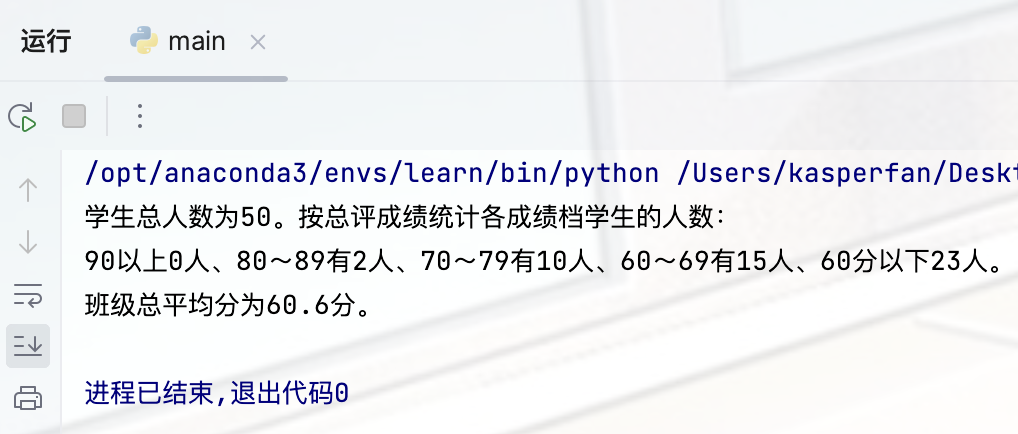 运行 main
/opt/anaconda3/envs/learn/bin/python /Users/kasperfan/Deskt
学生总人数为50。按总评成绩统计各成绩档学生的人数:
90以上0人、80～89有2人、70～79有10人、60～69有15人、60分以下23人。
班级总平均分为60.6分。
进程已结束,退出代码0